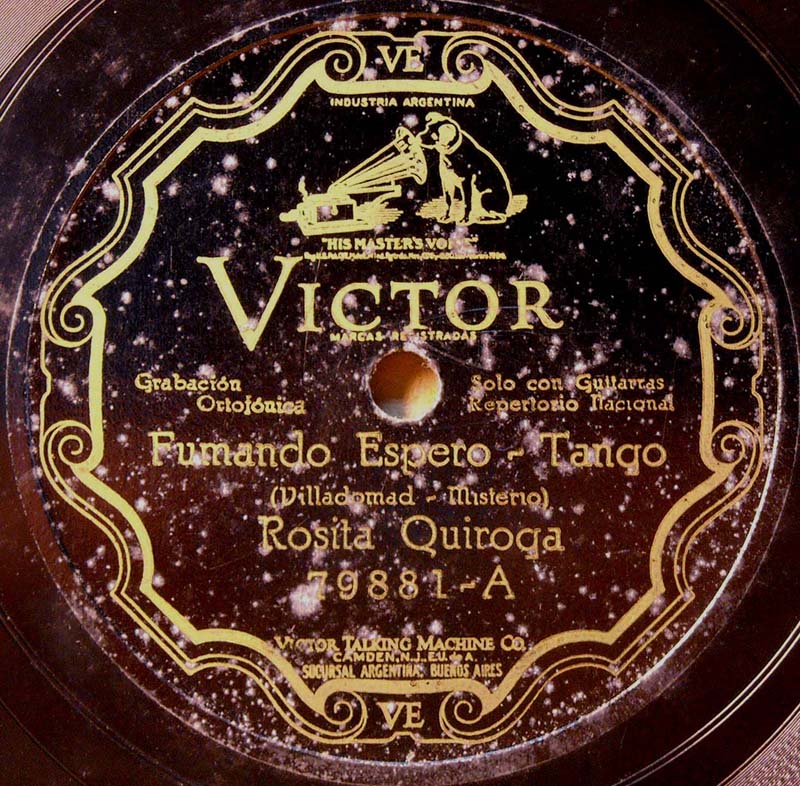 VE
INDUSTRIA ARGENTINA
"HIS MASTER'S
VICTOR
MARCAS REGISTRADAS
Grabación
Ortofónica
Solo con Guitarras
Repertorio Nacional
Fumando Espero - Tango
(Villadomad - Misterio)
Rosita Quiroga
79881-A
VICTOR TALKING MACHINE CO.
CAMDEN, N.J., E.U. de A.
SUCURSAL ARGENTINA: BUENOS AIRES
VE